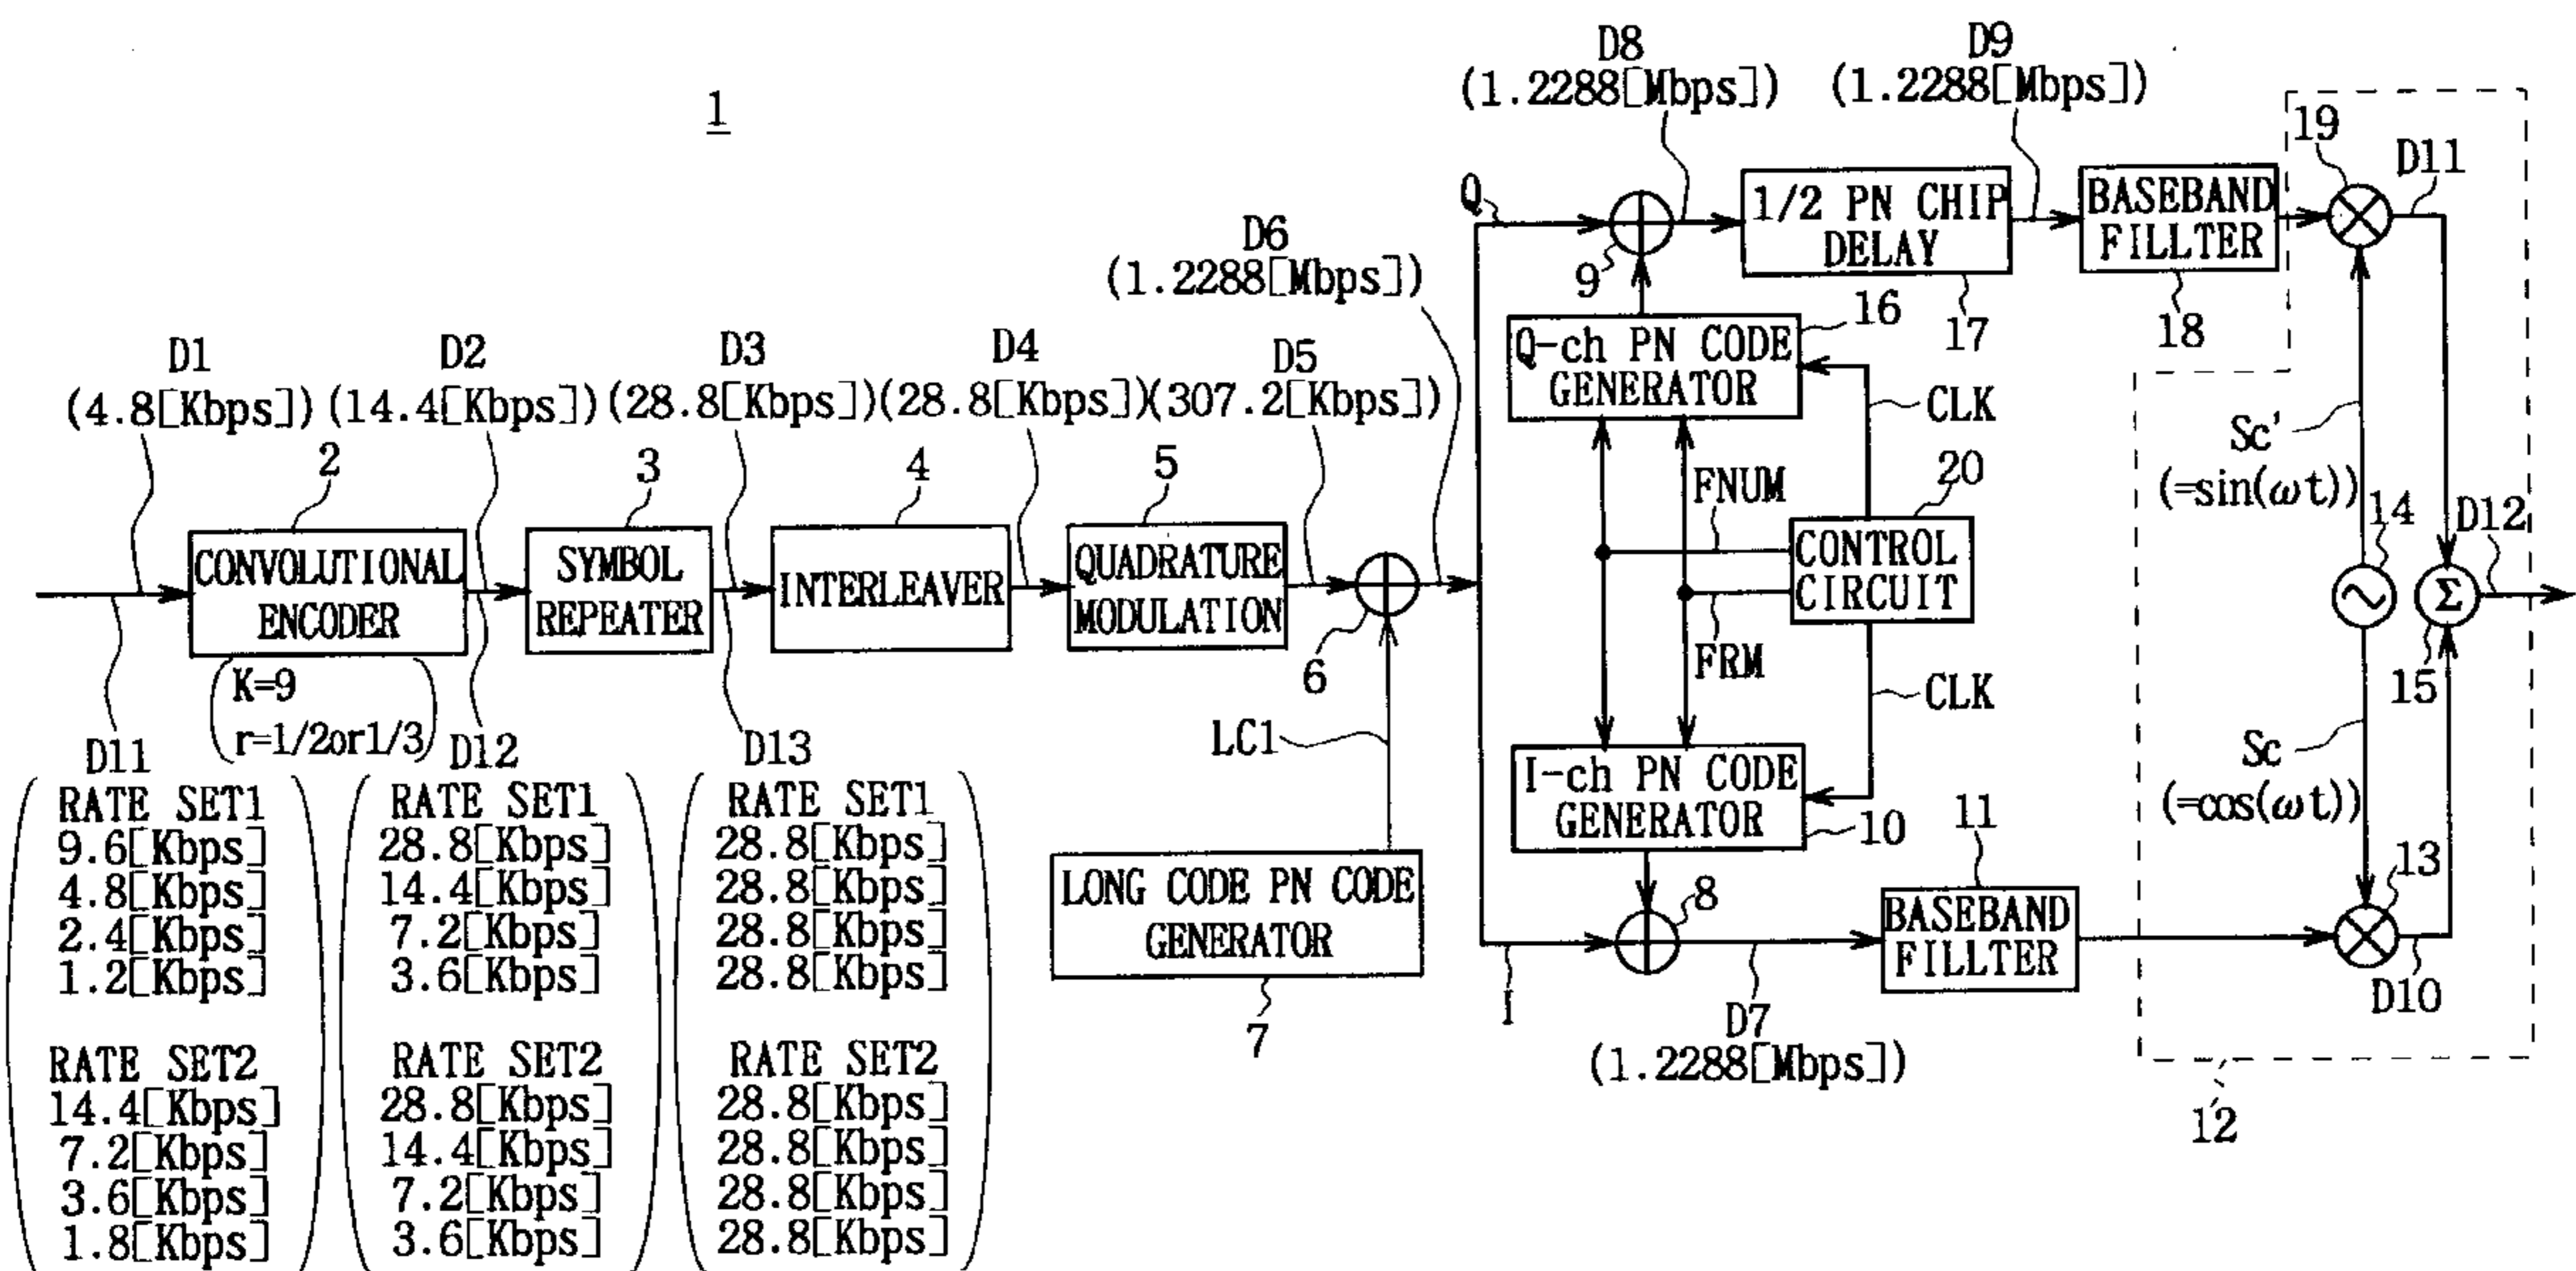 1
D8
(1.2288[Mbps])
D9
(1.2288[Mbps])
19
D11
Q
9
1/2 PN CHIP
DELAY
17
BASEBAND
FILLTER
18
D6
(1.2288[Mbps])
D1
(4.8[Kbps])
D2
(14.4[Kbps])
D3
(28.8[Kbps])
D4
(28.8[Kbps])
D5
(307.2[Kbps])
16
Q-ch PN CODE
GENERATOR
CLK
Sc'
(=sin(ωt))
2
CONVOLUTIONAL
ENCODER
(K=9
r=1/2or1/3)
3
SYMBOL
REPEATER
4
INTERLEAVER
5
QUADRATURE
MODULATION
6
FNUM
FRM
20
CONTROL
CIRCUIT
CLK
14
D12
Σ
15
LC1
LONG CODE PN CODE
GENERATOR
7
I-ch PN CODE
GENERATOR
10
Sc
(=cos(ωt))
8
11
BASEBAND
FILLTER
13
D10
I
D7
(1.2288[Mbps])
12
D11
RATE SET1
9.6[Kbps]
4.8[Kbps]
2.4[Kbps]
1.2[Kbps]
RATE SET2
14.4[Kbps]
7.2[Kbps]
3.6[Kbps]
1.8[Kbps]
D12
RATE SET1
28.8[Kbps]
14.4[Kbps]
7.2[Kbps]
3.6[Kbps]
RATE SET2
28.8[Kbps]
14.4[Kbps]
7.2[Kbps]
3.6[Kbps]
D13
RATE SET1
28.8[Kbps]
28.8[Kbps]
28.8[Kbps]
28.8[Kbps]
RATE SET2
28.8[Kbps]
28.8[Kbps]
28.8[Kbps]
28.8[Kbps]